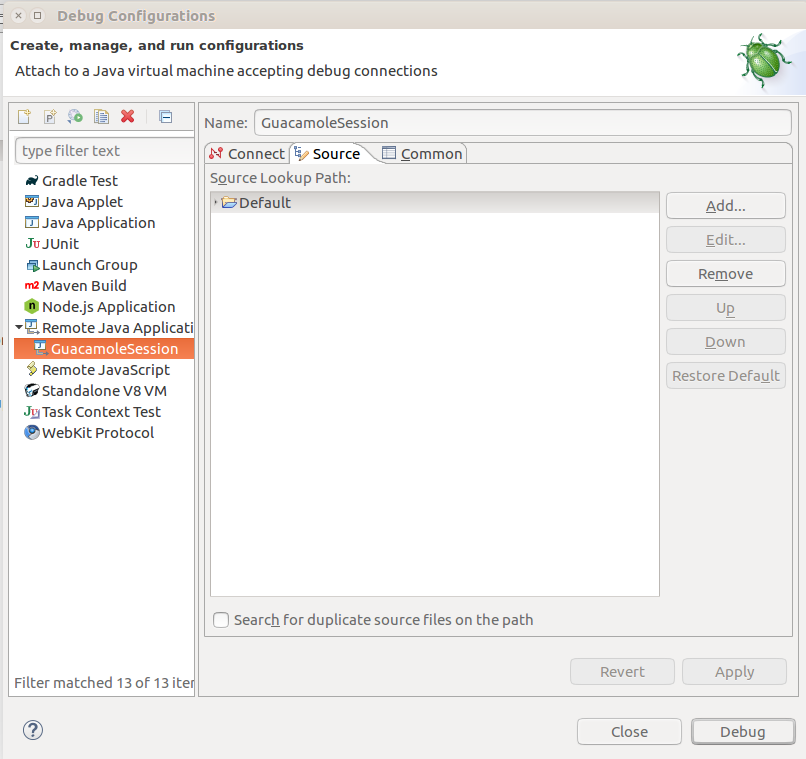 Debug Configurations
Create, manage, and run configurations
Attach to a Java virtual machine accepting debug connections
type filter text
Gradle Test
Java Applet
Java Application
JUnit
Launch Group
Maven Build
Node.js Application
Remote Java Applicati
GuacamoleSession
Remote JavaScript
Standalone V8 VM
Task Context Test
WebKit Protocol
Filter matched 13 of 13 iter
Name: GuacamoleSession
Connect Source Common
Source Lookup Path:
Default
Add...
Edit...
Remove
Up
Down
Restore Default
Search for duplicate source files on the path
Revert Apply
Close Debug